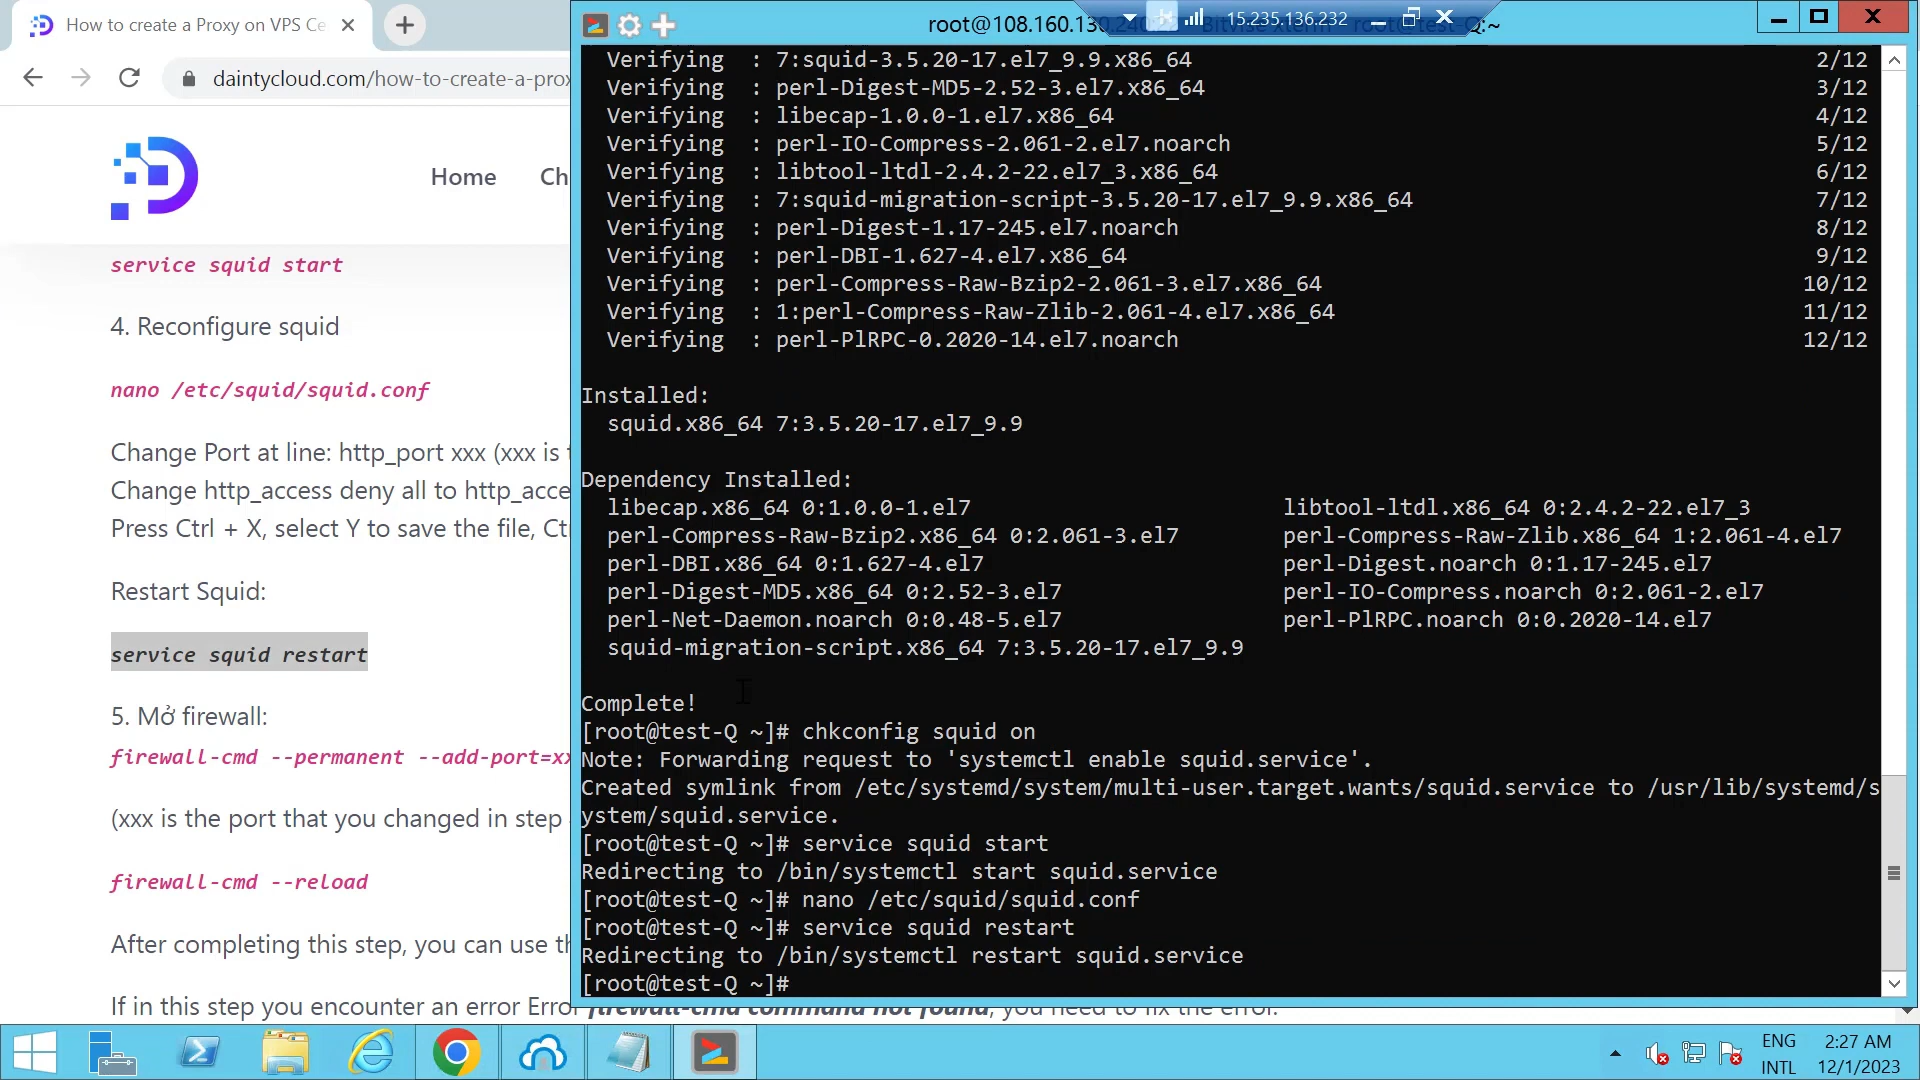 How to create a Proxy on VPS Ce
daintycloud.com/how-to-create-a-prox
Home
Ch
service squid start
4. Reconfigure squid
nano /etc/squid/squid.conf
Change Port at line: http_port xxx (xxx is t
Change http_access deny all to http_acce
Press Ctrl + X, select Y to save the file, Ct
Restart Squid:
service squid restart
5. Mở firewall:
firewall-cmd --permanent --add-port=xx
(xxx is the port that you changed in step
firewall-cmd --reload
After completing this step, you can use th
If in this step you encounter an error Error firewall-cmd command not found, you need to fix the error.
15.235.136.232
Verifying : 7:squid-3.5.20-17.el7_9.9.x86_64 2/12
Verifying : perl-Digest-MD5-2.52-3.el7.x86_64 3/12
Verifying : libecap-1.0.0-1.el7.x86_64 4/12
Verifying : perl-IO-Compress-2.061-2.el7.noarch 5/12
Verifying : libtool-ltdl-2.4.2-22.el7_3.x86_64 6/12
Verifying : 7:squid-migration-script-3.5.20-17.el7_9.9.x86_64 7/12
Verifying : perl-Digest-1.17-245.el7.noarch 8/12
Verifying : perl-DBI-1.627-4.el7.x86_64 9/12
Verifying : perl-Compress-Raw-Bzip2-2.061-3.el7.x86_64 10/12
Verifying : 1:perl-Compress-Raw-Zlib-2.061-4.el7.x86_64 11/12
Verifying : perl-PlRPC-0.2020-14.el7.noarch 12/12
Installed:
squid.x86_64 7:3.5.20-17.el7_9.9
Dependency Installed:
libecap.x86_64 0:1.0.0-1.el7 libtool-ltdl.x86_64 0:2.4.2-22.el7_3
perl-Compress-Raw-Bzip2.x86_64 0:2.061-3.el7 perl-Compress-Raw-Zlib.x86_64 1:2.061-4.el7
perl-DBI.x86_64 0:1.627-4.el7 perl-Digest.noarch 0:1.17-245.el7
perl-Digest-MD5.x86_64 0:2.52-3.el7 perl-IO-Compress.noarch 0:2.061-2.el7
perl-Net-Daemon.noarch 0:0.48-5.el7 perl-PlRPC.noarch 0:0.2020-14.el7
squid-migration-script.x86_64 7:3.5.20-17.el7_9.9
Complete!
[root@test-Q ~]# chkconfig squid on
Note: Forwarding request to 'systemctl enable squid.service'.
Created symlink from /etc/systemd/system/multi-user.target.wants/squid.service to /usr/lib/systemd/s
ystem/squid.service.
[root@test-Q ~]# service squid start
Redirecting to /bin/systemctl start squid.service
[root@test-Q ~]# nano /etc/squid/squid.conf
[root@test-Q ~]# service squid restart
Redirecting to /bin/systemctl restart squid.service
[root@test-Q ~]#
ENG
INTL
2:27 AM
12/1/2023